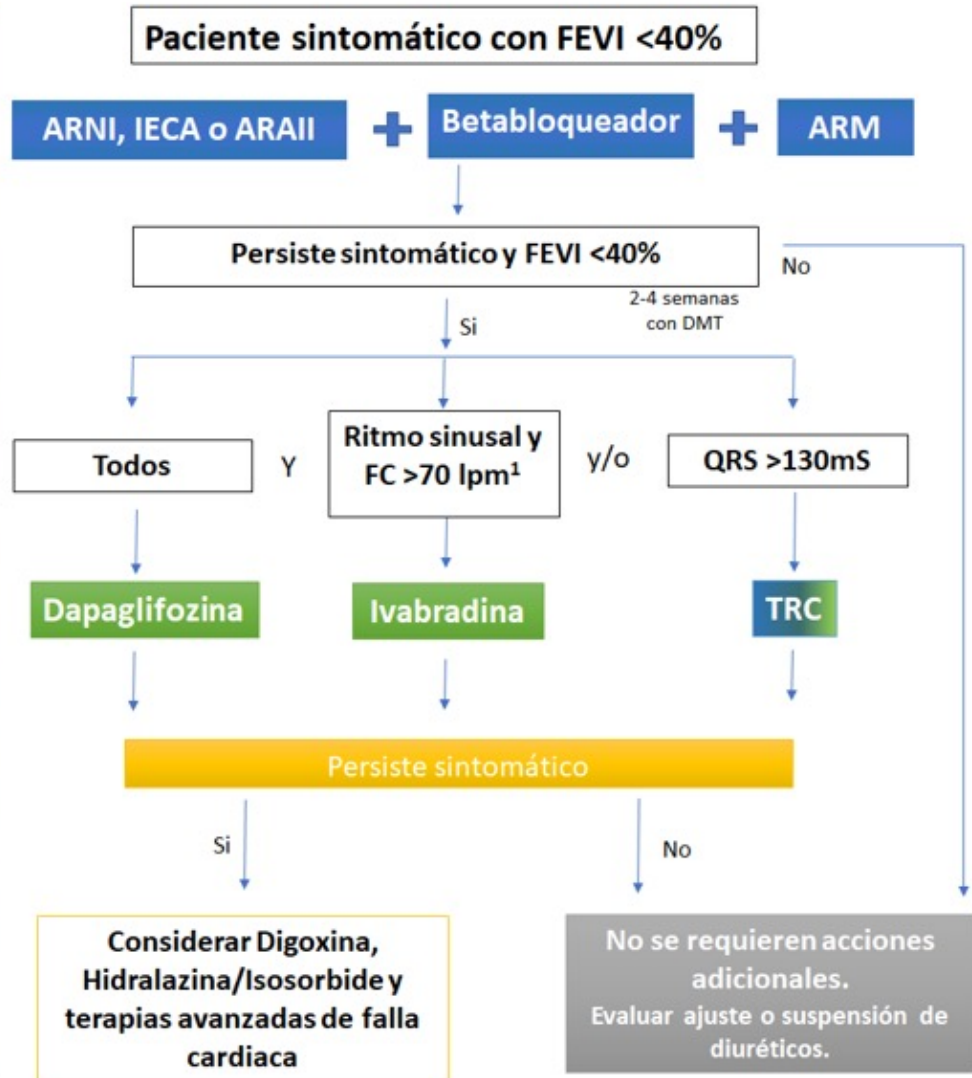 Paciente sintomático con FEVI <40%
ARNI, IECA o ARAII + Betabloqueador + ARM
Persiste sintomático y FEVI <40%
No
2-4 semanas
con DMT
Si
Todos
Y
Ritmo sinusal y
FC >70 lpm¹
y/o
QRS >130mS
Dapaglifozina
Ivabradina
TRC
Persiste sintomático
Si
No
Considerar Digoxina,
Hidralazina/Isosorbide y
terapias avanzadas de falla
cardiaca
No se requieren acciones
adicionales.
Evaluar ajuste o suspensión de
diuréticos.